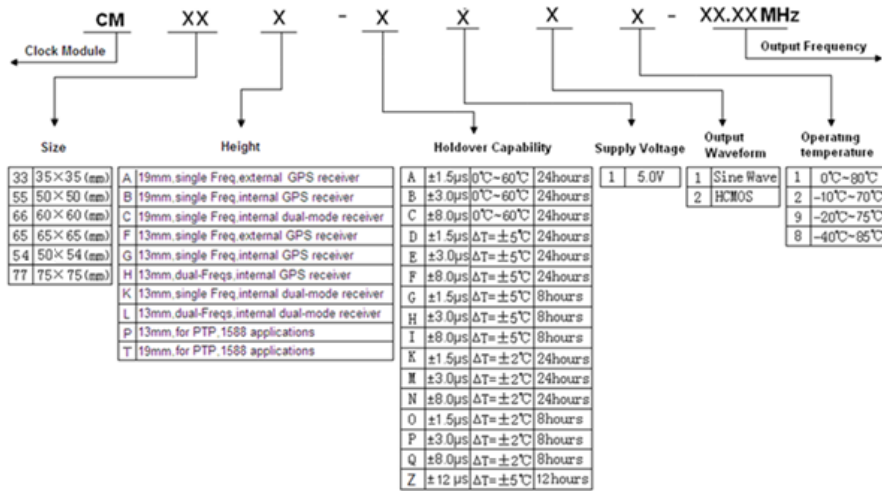 CM XX X - X X X X - XX.XX MHz
Clock Module
Output Frequency
Size
33 35×35(mm)
55 50×50(mm)
66 60×60(mm)
65 65×65(mm)
54 50×54(mm)
77 75×75(mm)
Height
A 19mm,single Freq,external GPS receiver
B 19mm,single Freq,internal GPS receiver
C 19mm,single Freq,internal dual-mode receiver
F 13mm,single Freq,external GPS receiver
G 13mm,single Freq,internal GPS receiver
H 13mm,dual-Freqs,internal GPS receiver
K 13mm,single Freq,internal dual-mode receiver
L 13mm,dual-Freqs,internal dual-mode receiver
P 13mm,for PTP,1588 applications
T 19mm,for PTP,1588 applications
Holdover Capability
A ±1.5μs 0℃~60℃ 24hours
B ±3.0μs 0℃~60℃ 24hours
C ±8.0μs 0℃~60℃ 24hours
D ±1.5μs ΔT=±5℃ 24hours
E ±3.0μs ΔT=±5℃ 24hours
F ±8.0μs ΔT=±5℃ 24hours
G ±1.5μs ΔT=±5℃ 8hours
H ±3.0μs ΔT=±5℃ 8hours
I ±8.0μs ΔT=±5℃ 8hours
K ±1.5μs ΔT=±2℃ 24hours
M ±3.0μs ΔT=±2℃ 24hours
N ±8.0μs ΔT=±2℃ 24hours
O ±1.5μs ΔT=±2℃ 8hours
P ±3.0μs ΔT=±2℃ 8hours
Q ±8.0μs ΔT=±2℃ 8hours
Z ±12 μs ΔT=±5℃ 12hours
Supply Voltage
1 5.0V
Output
Waveform
1 Sine Wave
2 HCMOS
Operating
temperature
1 0℃~80℃
2 -10℃~70℃
9 -20℃~75℃
8 -40℃~85℃